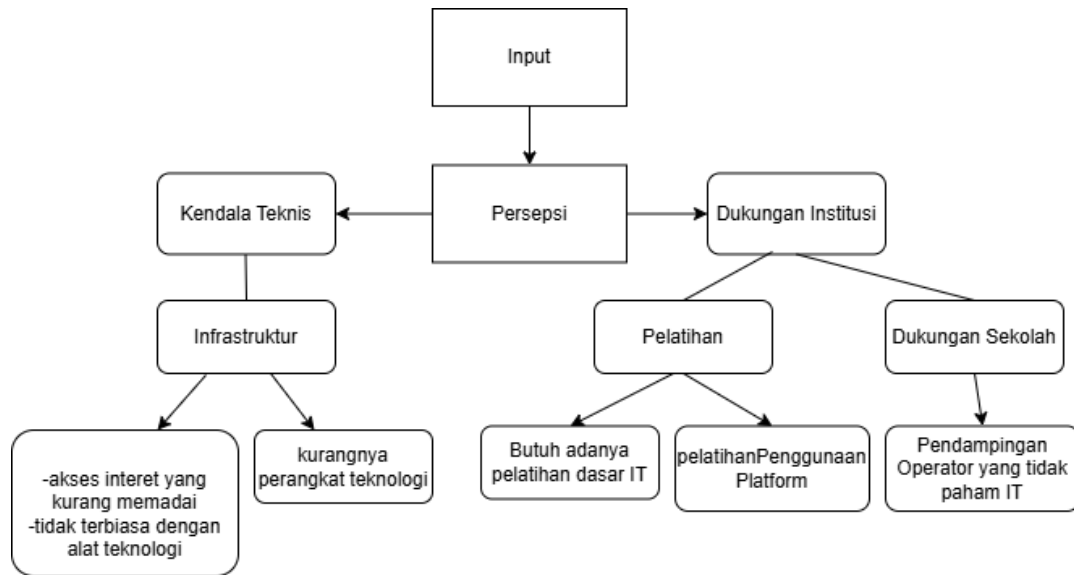 Input
Kendala Teknis
Persepsi
Dukungan Institusi
Infrastruktur
Pelatihan
Dukungan Sekolah
-akses interet yang
kurang memadai
-tidak terbiasa dengan
alat teknologi
kurangnya
perangkat teknologi
Butuh adanya
pelatihan dasar IT
pelatihanPenggunaan
Platform
Pendampingan
Operator yang tidak
paham IT